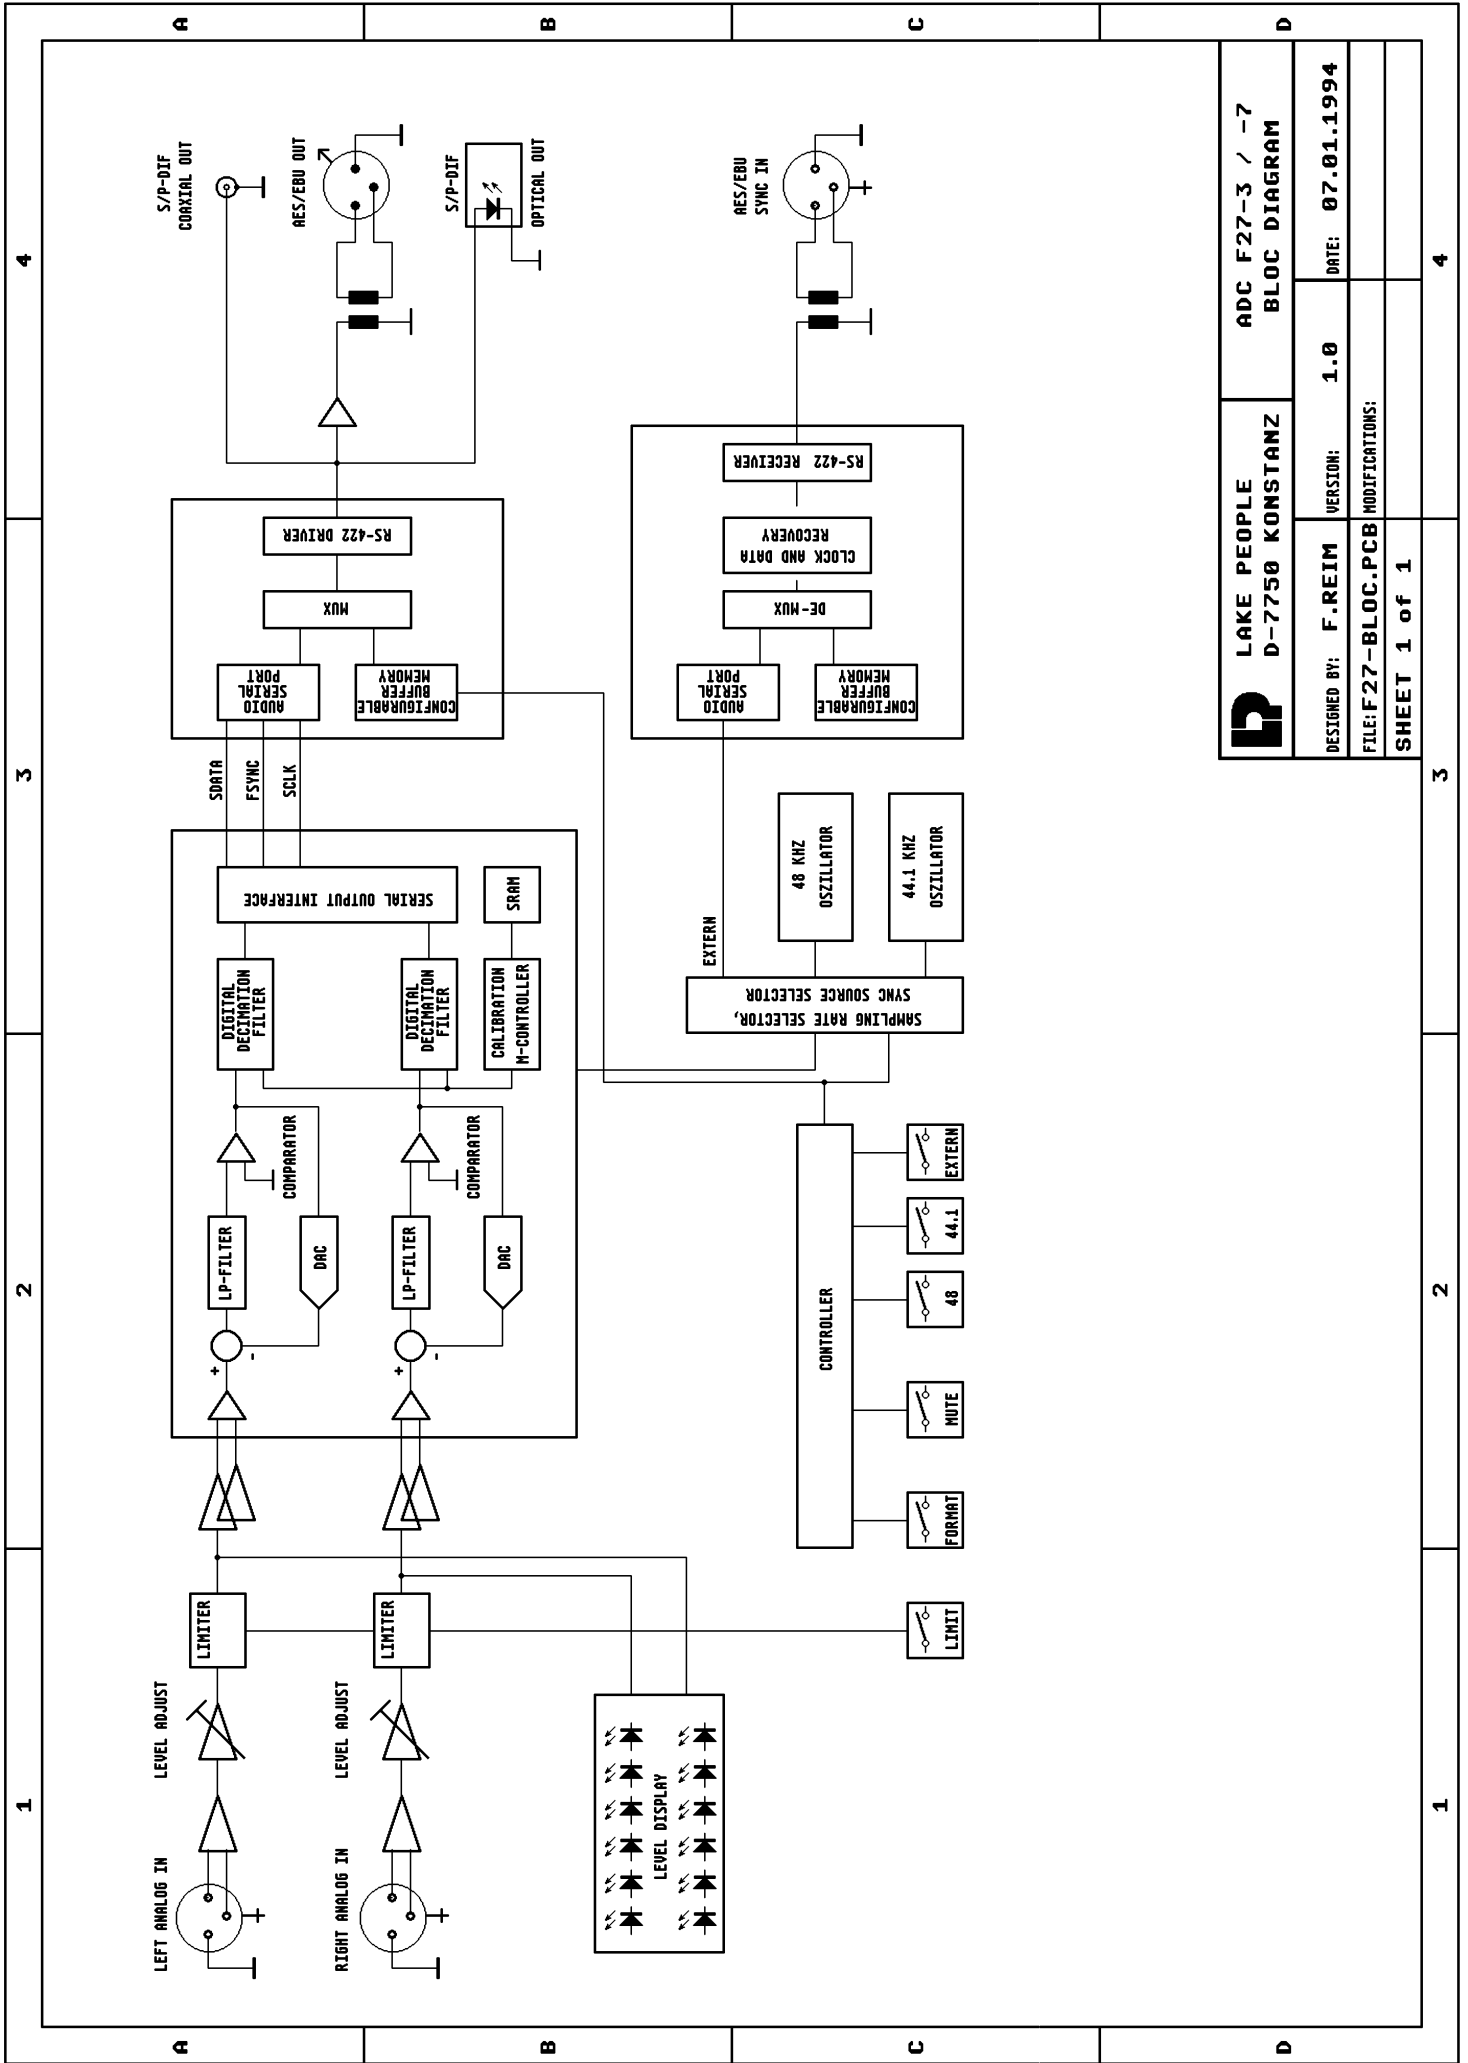 1
2
3
4
A
B
C
D
LEFT ANALOG IN
LEVEL ADJUST
LIMITER
RIGHT ANALOG IN
LEVEL ADJUST
LIMITER
LEVEL DISPLAY
+
-
LP-FILTER
DAC
COMPARATOR
DIGITAL
DECIMATION
FILTER
+
-
LP-FILTER
DAC
COMPARATOR
DIGITAL
DECIMATION
FILTER
CALIBRATION
M-CONTROLLER
SRAM
SERIAL OUTPUT INTERFACE
SDATA
FSYNC
SCLK
AUDIO
SERIAL
PORT
CONFIGURABLE
BUFFER
MEMORY
MUX
RS-422 DRIVER
S/P-DIF
COAXIAL OUT
AES/EBU OUT
S/P-DIF
OPTICAL OUT
LIMIT
FORMAT
MUTE
48
44.1
EXTERN
CONTROLLER
SAMPLING RATE SELECTOR,
SYNC SOURCE SELECTOR
EXTERN
48 KHZ
OSZILLATOR
44.1 KHZ
OSZILLATOR
AUDIO
SERIAL
PORT
CONFIGURABLE
BUFFER
MEMORY
DE-MUX
CLOCK AND DATA
RECOVERY
RS-422 RECEIVER
AES/EBU
SYNC IN
LAKE PEOPLE
D-7750 KONSTANZ
ADC F27-3 / -7
BLOC DIAGRAM
DESIGNED BY: F.REIM
VERSION: 1.0
DATE: 07.01.1994
FILE: F27-BLOC.PCB
MODIFICATIONS:
SHEET 1 of 1
1
2
3
4
A
B
C
D